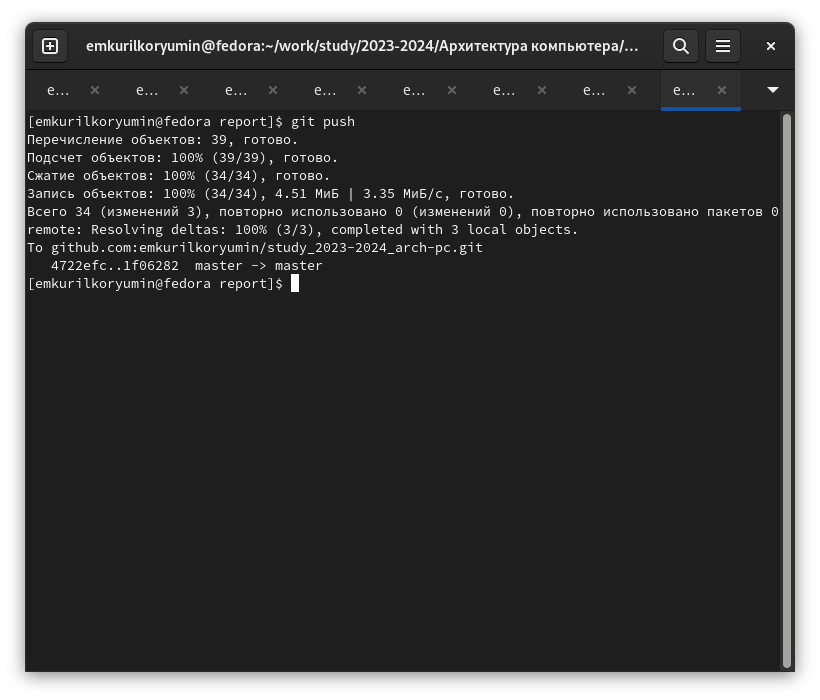 emkurilkoryumin@fedora:~/work/study/2023-2024/Архитектура компьютера/...
e... e... e... e... e... e... e... e...
[emkurilkoryumin@fedora report]$ git push
Перечисление объектов: 39, готово.
Подсчет объектов: 100% (39/39), готово.
Сжатие объектов: 100% (34/34), готово.
Запись объектов: 100% (34/34), 4.51 МиБ | 3.35 МиБ/с, готово.
Всего 34 (изменений 3), повторно использовано 0 (изменений 0), повторно использовано пакетов 0
remote: Resolving deltas: 100% (3/3), completed with 3 local objects.
To github.com:emkurilkoryumin/study_2023-2024_arch-pc.git
   4722efc..1f06282  master -> master
[emkurilkoryumin@fedora report]$